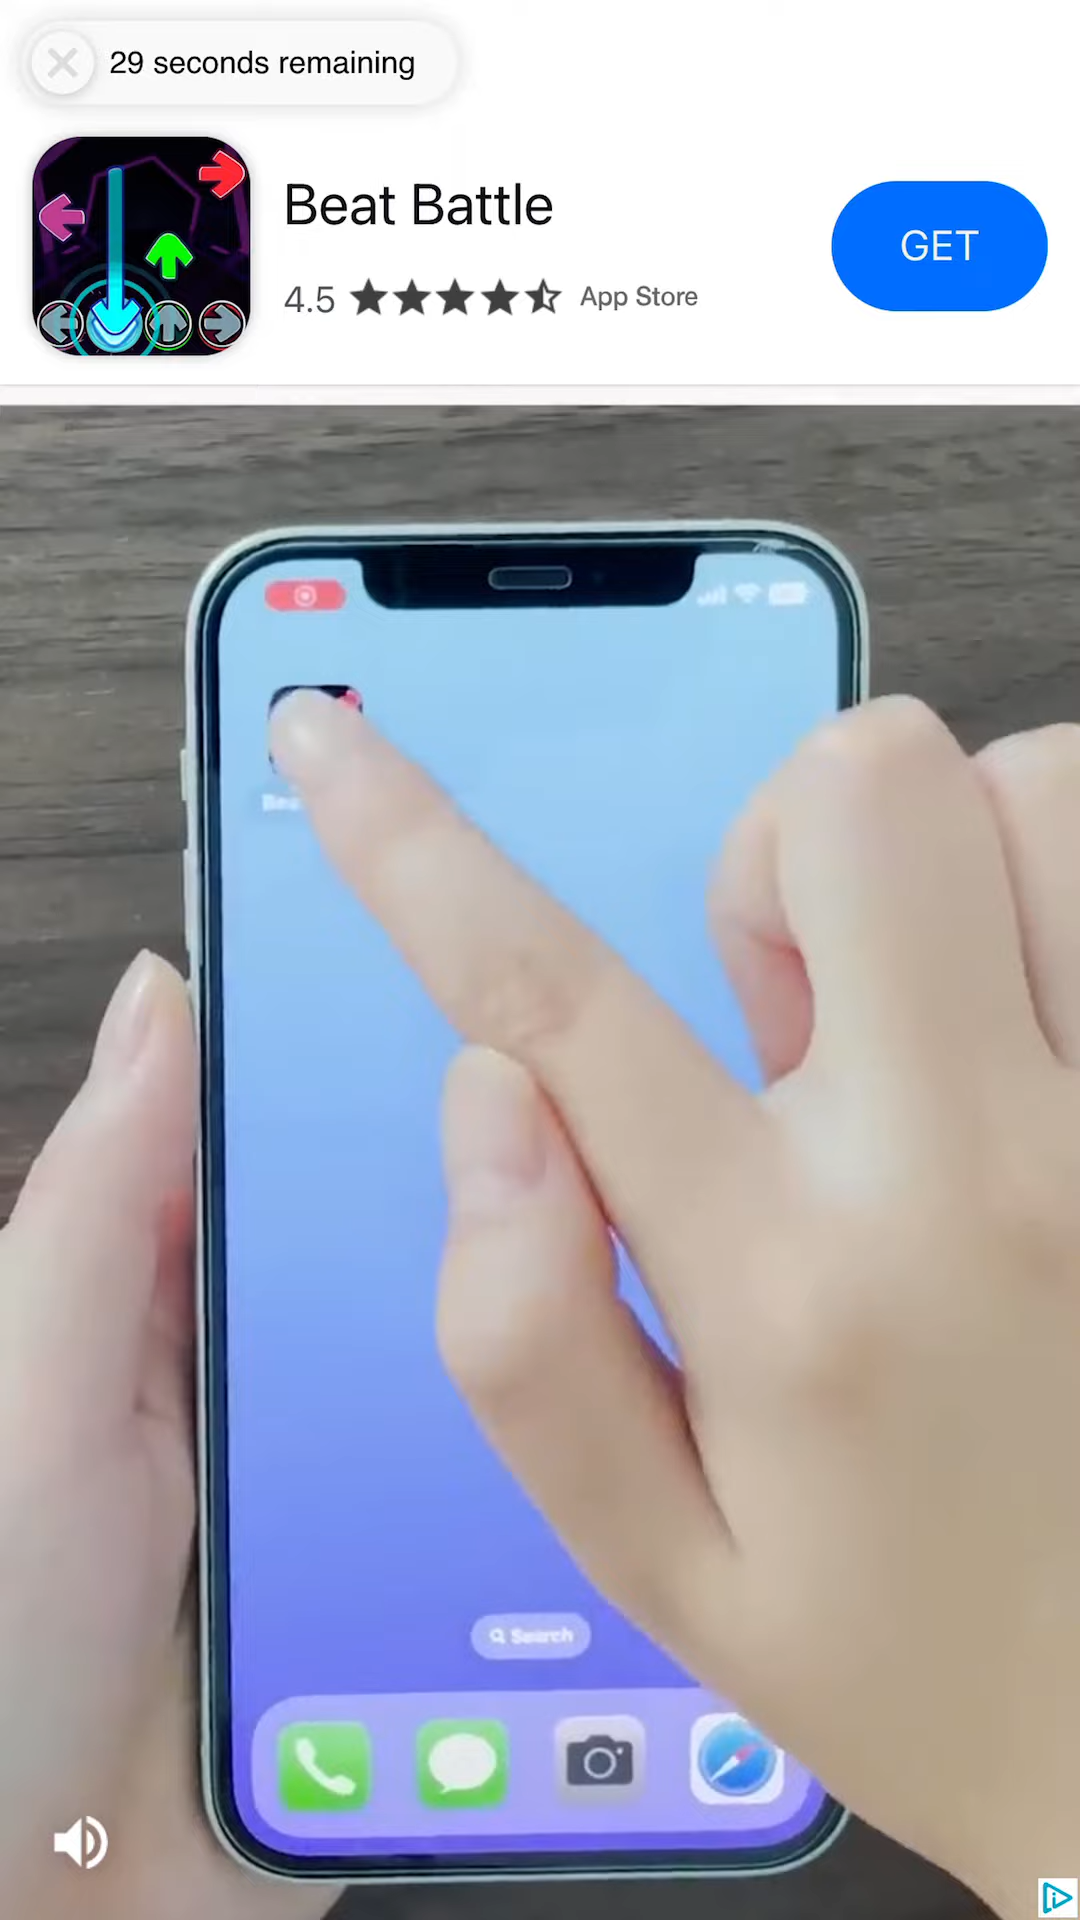 29 seconds remaining
Beat Battle
GET
4.5
App Store
Search